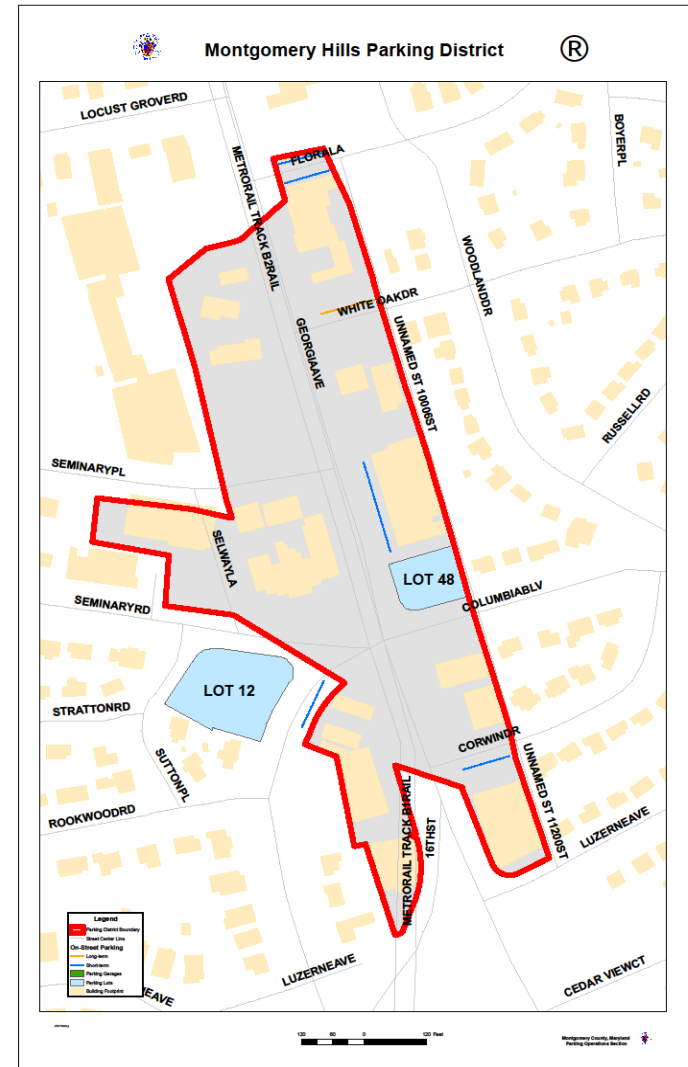 Montgomery Hills Parking District
®
LOCUST GROVERD
FLORALA
BOYERPL
METRORAIL TRACK B2RAIL
WOODLANDDR
WHITE OAKDR
GEORGIAAVE
UNNAMED ST 10006ST
RUSSELLRD
SEMINARYPL
SELWAYLA
LOT 48
COLUMBIABLV
SEMINARYRD
LOT 12
STRATTONRD
CORWINDR
SUTTONPL
UNNAMED ST 11200ST
ROOKWOODRD
METRORAIL TRACK B1RAIL
16THST
LUZERNEAVE
LUZERNEAVE
CEDAR VIEWCT
Legend
Parking District Boundary
Street Center Line
On-Street Parking
Long-term
Short-term
Parking Garages
Parking Lots
Building Footprint
NEAVE
120 60 0 120 Feet
Montgomery County, Maryland
Parking Operations Section